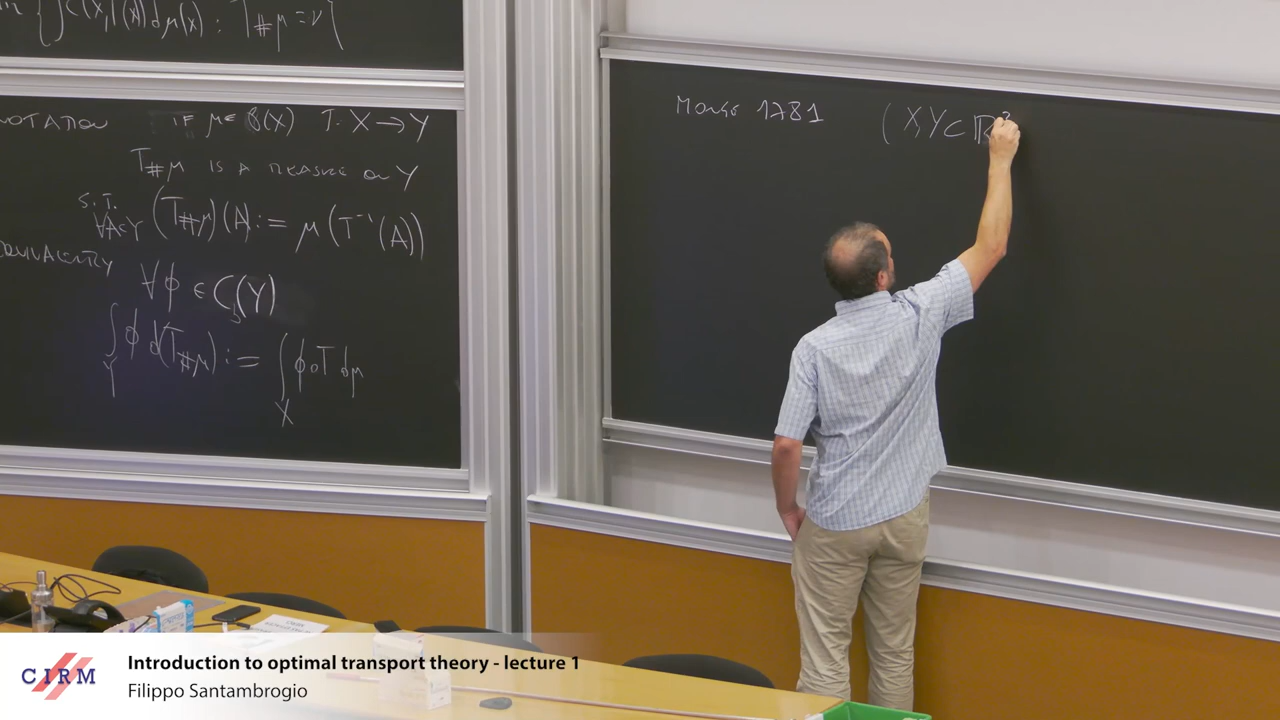 {∫C(X,T(X))dμ(X) : T#μ=ν}
NOTATION IF μ∈ P(X) T: X → Y
T#μ IS A MEASURE ON Y
S.T.
∀A⊂Y (T#μ)(A) := μ(T⁻¹(A))
EQUIVALENTLY
∀ϕ ∈ C_b(Y)
∫_Y ϕ d(T#μ) := ∫_X ϕ∘T dμ
Monge 1781 ( X,Y⊂ ℝ
CIRM
Introduction to optimal transport theory - lecture 1
Filippo Santambrogio